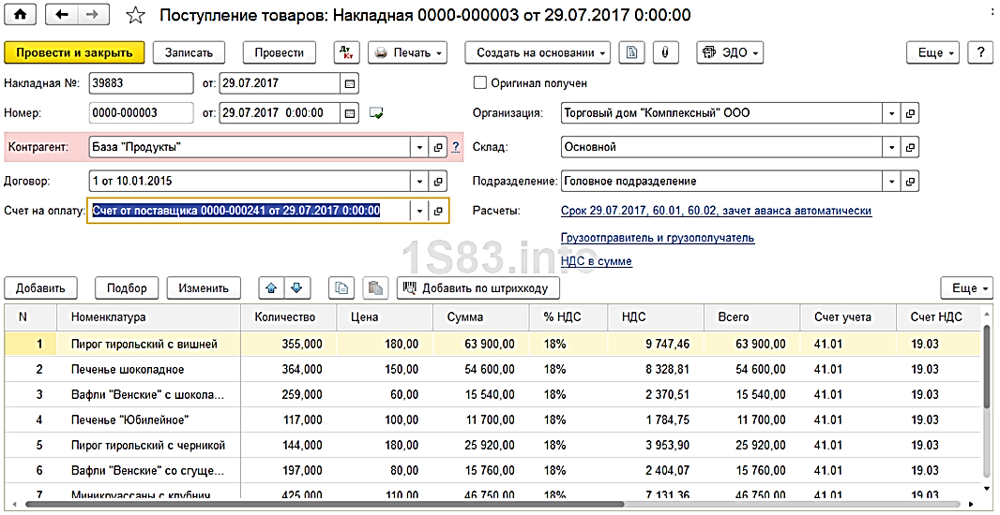 Поступление товаров: Накладная 0000-000003 от 29.07.2017 0:00:00
Провести и закрыть Записать Провести Дт Кт Печать Создать на основании ЭДО Еще ?
Накладная №: 39883 от: 29.07.2017 Оригинал получен
Номер: 0000-000003 от: 29.07.2017 0:00:00 Организация: Торговый дом "Комплексный" ООО
Контрагент: База "Продукты" ? Склад: Основной
Договор: 1 от 10.01.2015 Подразделение: Головное подразделение
Счет на оплату: Счет от поставщика 0000-000241 от 29.07.2017 0:00:00 Расчеты: Срок 29.07.2017, 60.01, 60.02, зачет аванса автоматически
Грузоотправитель и грузополучатель
1S83.info
НДС в сумме
Добавить Подбор Изменить Добавить по штрихкоду Еще
N Номенклатура Количество Цена Сумма % НДС НДС Всего Счет учета Счет НДС
1 Пирог тирольский с вишней 355,000 180,00 63 900,00 18% 9 747,46 63 900,00 41.01 19.03
2 Печенье шоколадное 364,000 150,00 54 600,00 18% 8 328,81 54 600,00 41.01 19.03
3 Вафли "Венские" с шокола... 259,000 60,00 15 540,00 18% 2 370,51 15 540,00 41.01 19.03
4 Печенье "Юбилейное" 117,000 100,00 11 700,00 18% 1 784,75 11 700,00 41.01 19.03
5 Пирог тирольский с черникой 144,000 180,00 25 920,00 18% 3 953,90 25 920,00 41.01 19.03
6 Вафли "Венские" со сгуще... 197,000 80,00 15 760,00 18% 2 404,07 15 760,00 41.01 19.03
7 Миникруассаны с клубнич... 425,000 110,00 46 750,00 18% 7 131,36 46 750,00 41.01 19.03